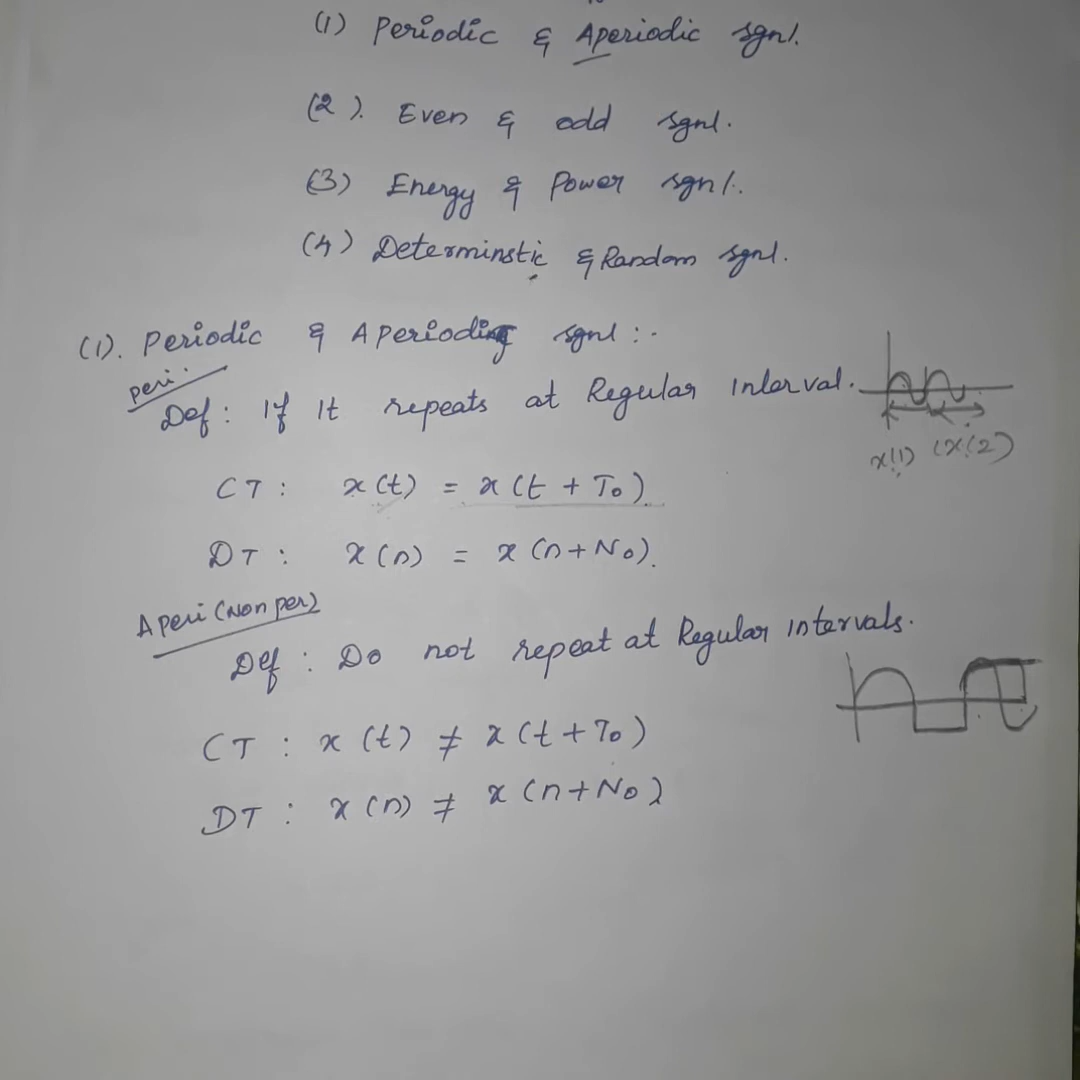 (1) Periodic & Aperiodic sgnl.
(2). Even & odd sgnl.
(3) Energy & Power sgnl.
(4) Determinstic & Random sgnl.
(1). Periodic & Aperiodic sgnl :-
peri.
Def : If It repeats at Regular Interval.
x(1) x(2)
CT : x(t) = x(t + T₀).
DT : x(n) = x(n+N₀).
Aperi (Non per)
Def : Do not repeat at Regular intervals.
CT : x(t) ≠ x(t+T₀)
DT : x(n) ≠ x(n+N₀)